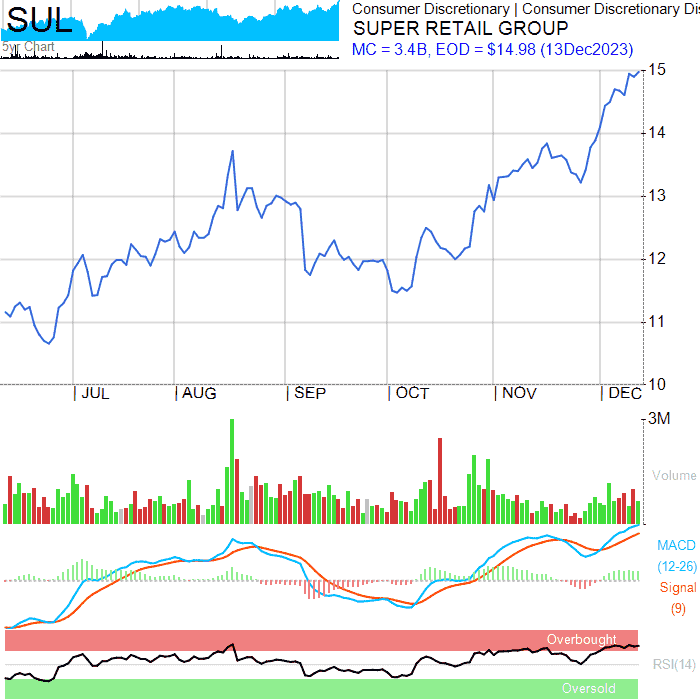 SUL
5yr Chart
Consumer Discretionary | Consumer Discretionary Dis
SUPER RETAIL GROUP
MC = 3.4B, EOD = $14.98 (13Dec2023)
15
14
13
12
11
10
| JUL | AUG | SEP | OCT | NOV | DEC
3M
Volume
MACD
(12-26)
Signal
(9)
Overbought
RSI(14)
Oversold